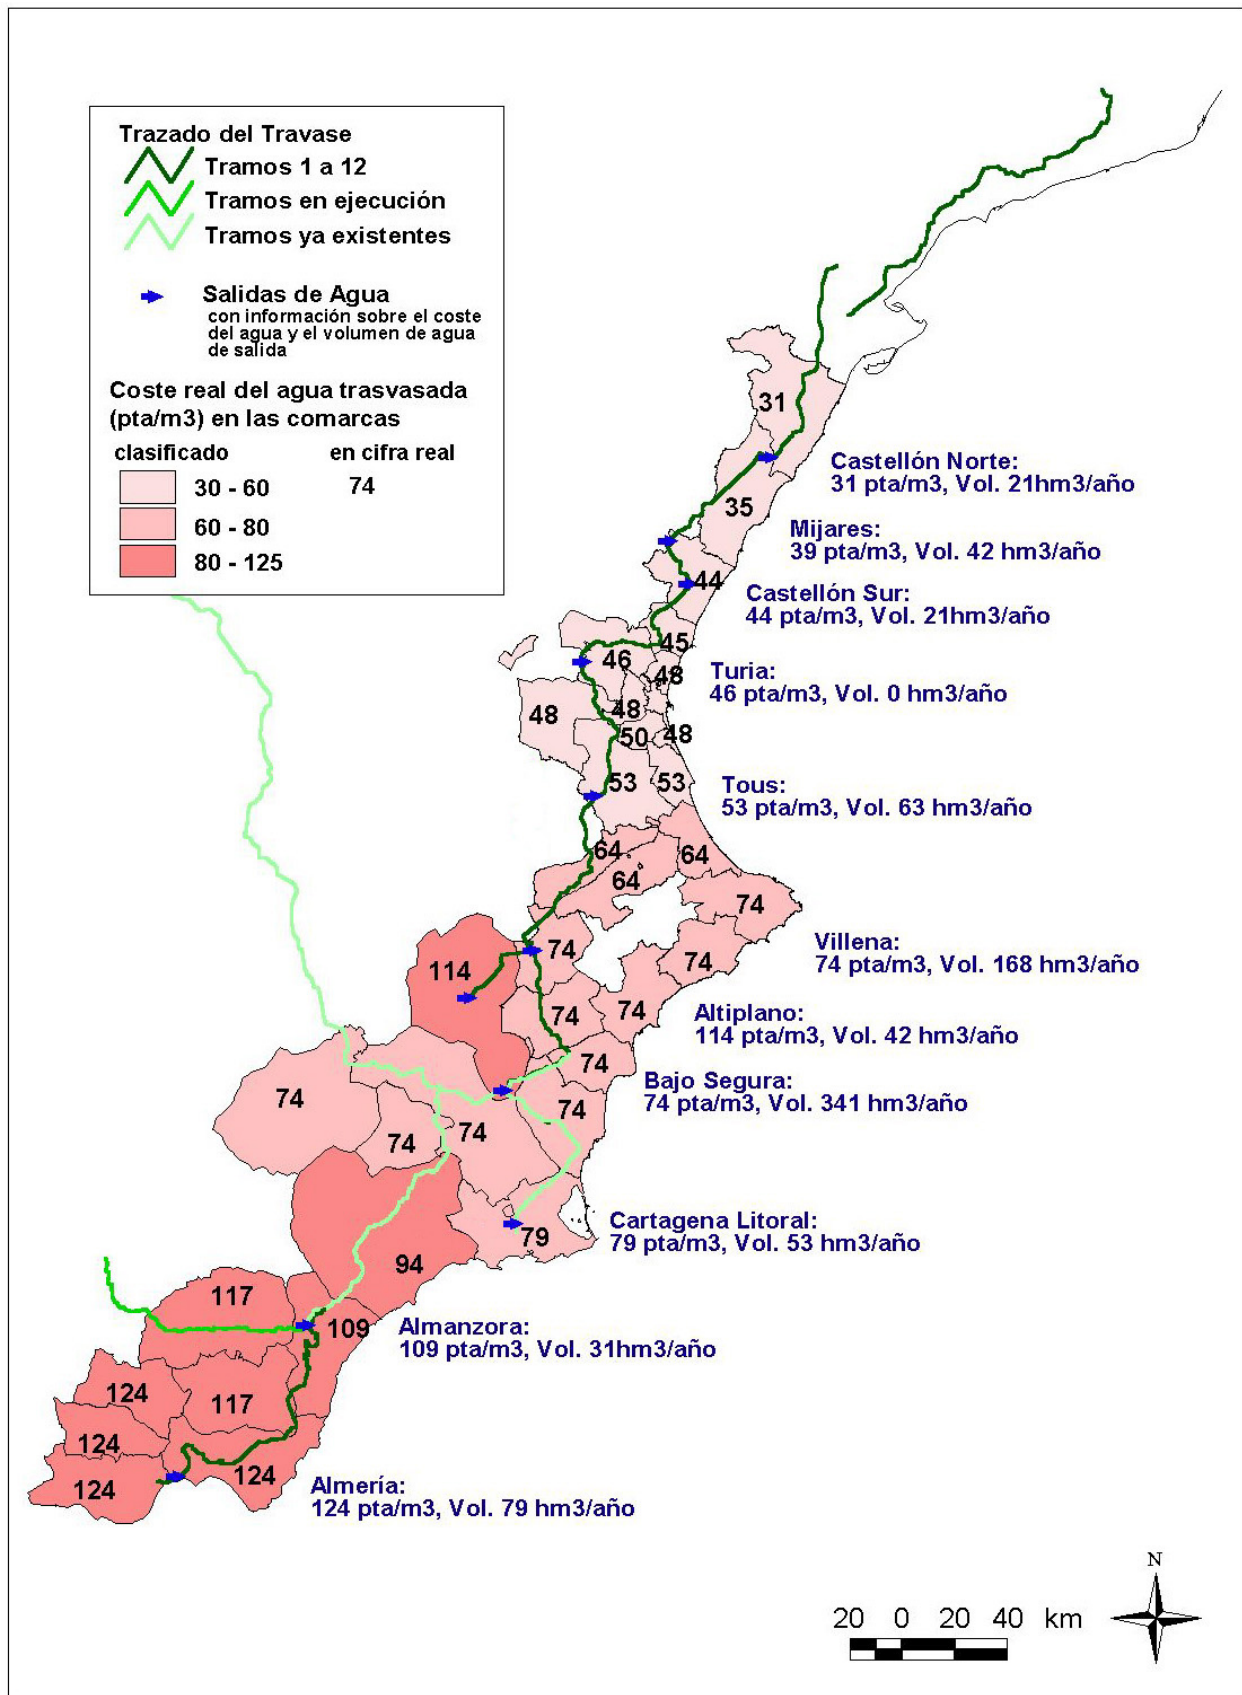 Trazado del Travase
Tramos 1 a 12
Tramos en ejecución
Tramos ya existentes
Salidas de Agua
con información sobre el coste
del agua y el volumen de agua
de salida
Coste real del agua trasvasada
(pta/m3) en las comarcas
clasificado en cifra real
30 - 60 74
60 - 80
80 - 125
31
Castellón Norte:
31 pta/m3, Vol. 21hm3/año
35
Mijares:
39 pta/m3, Vol. 42 hm3/año
44
Castellón Sur:
44 pta/m3, Vol. 21hm3/año
45
46
48
Turia:
46 pta/m3, Vol. 0 hm3/año
48
48
50
48
53
53
Tous:
53 pta/m3, Vol. 63 hm3/año
64
64
64
74
Villena:
74 pta/m3, Vol. 168 hm3/año
74
74
114
74
74
Altiplano:
114 pta/m3, Vol. 42 hm3/año
74
Bajo Segura:
74 pta/m3, Vol. 341 hm3/año
74
74
74
74
Cartagena Litoral:
79 pta/m3, Vol. 53 hm3/año
79
94
117
109
Almanzora:
109 pta/m3, Vol. 31hm3/año
124
117
124
124
124
Almería:
124 pta/m3, Vol. 79 hm3/año
N
20 0 20 40 km